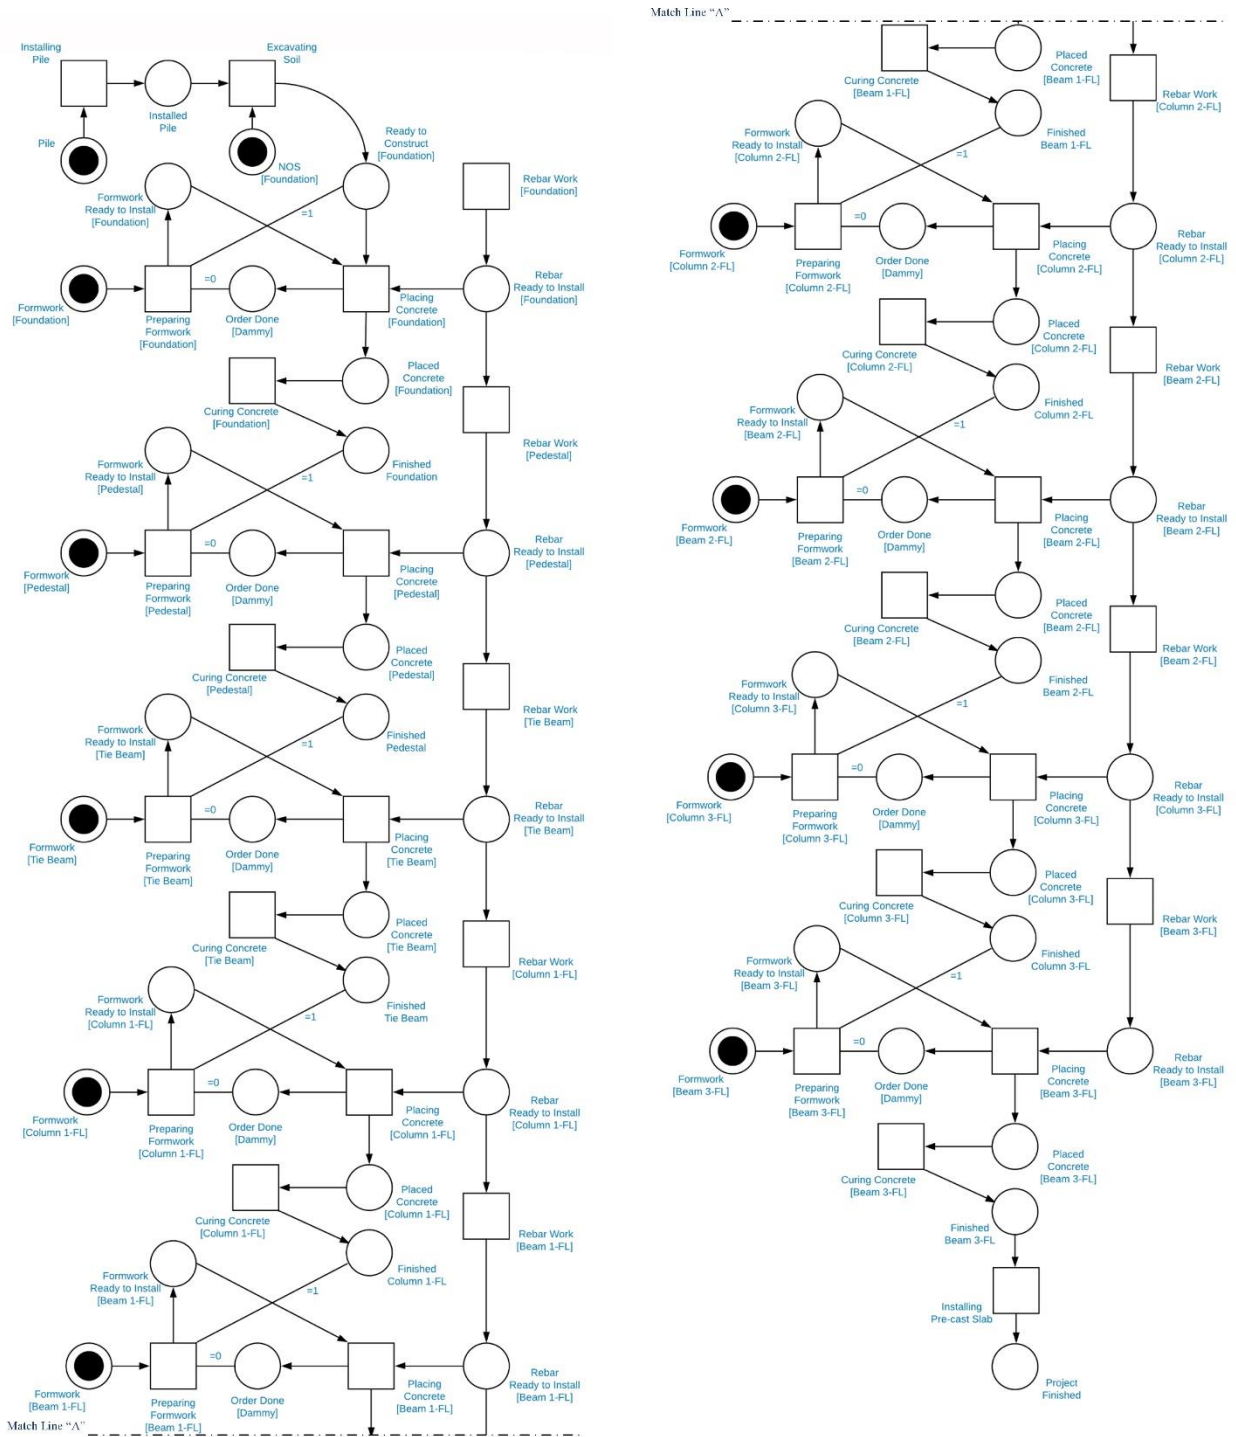 Installing
Pile
Excavating
Soil
Installed
Pile
Pile
NOS
[Foundation]
Ready to
Construct
[Foundation]
Formwork
Ready to Install
[Foundation]
=1
Rebar Work
[Foundation]
Formwork
[Foundation]
=0
Preparing
Formwork
[Foundation]
Order Done
[Dammy]
Placing
Concrete
[Foundation]
Rebar
Ready to Install
[Foundation]
Placed
Concrete
[Foundation]
Curing Concrete
[Foundation]
Rebar Work
[Pedestal]
Formwork
Ready to Install
[Pedestal]
=1
Finished
Foundation
Formwork
[Pedestal]
=0
Preparing
Formwork
[Pedestal]
Order Done
[Dammy]
Placing
Concrete
[Pedestal]
Rebar
Ready to Install
[Pedestal]
Placed
Concrete
[Pedestal]
Curing Concrete
[Pedestal]
Rebar Work
[Tie Beam]
Formwork
Ready to Install
[Tie Beam]
=1
Finished
Pedestal
Formwork
[Tie Beam]
=0
Preparing
Formwork
[Tie Beam]
Order Done
[Dammy]
Placing
Concrete
[Tie Beam]
Rebar
Ready to Install
[Tie Beam]
Placed
Concrete
[Tie Beam]
Curing Concrete
[Tie Beam]
Rebar Work
[Column 1-FL]
Formwork
Ready to Install
[Column 1-FL]
=1
Finished
Tie Beam
Formwork
[Column 1-FL]
=0
Preparing
Formwork
[Column 1-FL]
Order Done
[Dammy]
Placing
Concrete
[Column 1-FL]
Rebar
Ready to Install
[Column 1-FL]
Placed
Concrete
[Column 1-FL]
Curing Concrete
[Column 1-FL]
Rebar Work
[Beam 1-FL]
Formwork
Ready to Install
[Beam 1-FL]
=1
Finished
Column 1-FL
Formwork
[Beam 1-FL]
=0
Preparing
Formwork
[Beam 1-FL]
Order Done
[Dammy]
Placing
Concrete
[Beam 1-FL]
Rebar
Ready to Install
[Beam 1-FL]
Match Line “A”
Match Line “A”
Placed
Concrete
[Beam 1-FL]
Curing Concrete
[Beam 1-FL]
Rebar Work
[Column 2-FL]
Formwork
Ready to Install
[Column 2-FL]
=1
Finished
Beam 1-FL
Formwork
[Column 2-FL]
=0
Preparing
Formwork
[Column 2-FL]
Order Done
[Dammy]
Placing
Concrete
[Column 2-FL]
Rebar
Ready to Install
[Column 2-FL]
Placed
Concrete
[Column 2-FL]
Curing Concrete
[Column 2-FL]
Rebar Work
[Beam 2-FL]
Formwork
Ready to Install
[Beam 2-FL]
=1
Finished
Column 2-FL
Formwork
[Beam 2-FL]
=0
Preparing
Formwork
[Beam 2-FL]
Order Done
[Dammy]
Placing
Concrete
[Beam 2-FL]
Rebar
Ready to Install
[Beam 2-FL]
Placed
Concrete
[Beam 2-FL]
Curing Concrete
[Beam 2-FL]
Rebar Work
[Beam 2-FL]
Formwork
Ready to Install
[Column 3-FL]
=1
Finished
Beam 2-FL
Formwork
[Column 3-FL]
=0
Preparing
Formwork
[Column 3-FL]
Order Done
[Dammy]
Placing
Concrete
[Column 3-FL]
Rebar
Ready to Install
[Column 3-FL]
Placed
Concrete
[Column 3-FL]
Curing Concrete
[Column 3-FL]
Rebar Work
[Beam 3-FL]
Formwork
Ready to Install
[Beam 3-FL]
=1
Finished
Column 3-FL
Formwork
[Beam 3-FL]
=0
Preparing
Formwork
[Beam 3-FL]
Order Done
[Dammy]
Placing
Concrete
[Beam 3-FL]
Rebar
Ready to Install
[Beam 3-FL]
Placed
Concrete
[Beam 3-FL]
Curing Concrete
[Beam 3-FL]
Finished
Beam 3-FL
Installing
Pre-cast Slab
Project
Finished